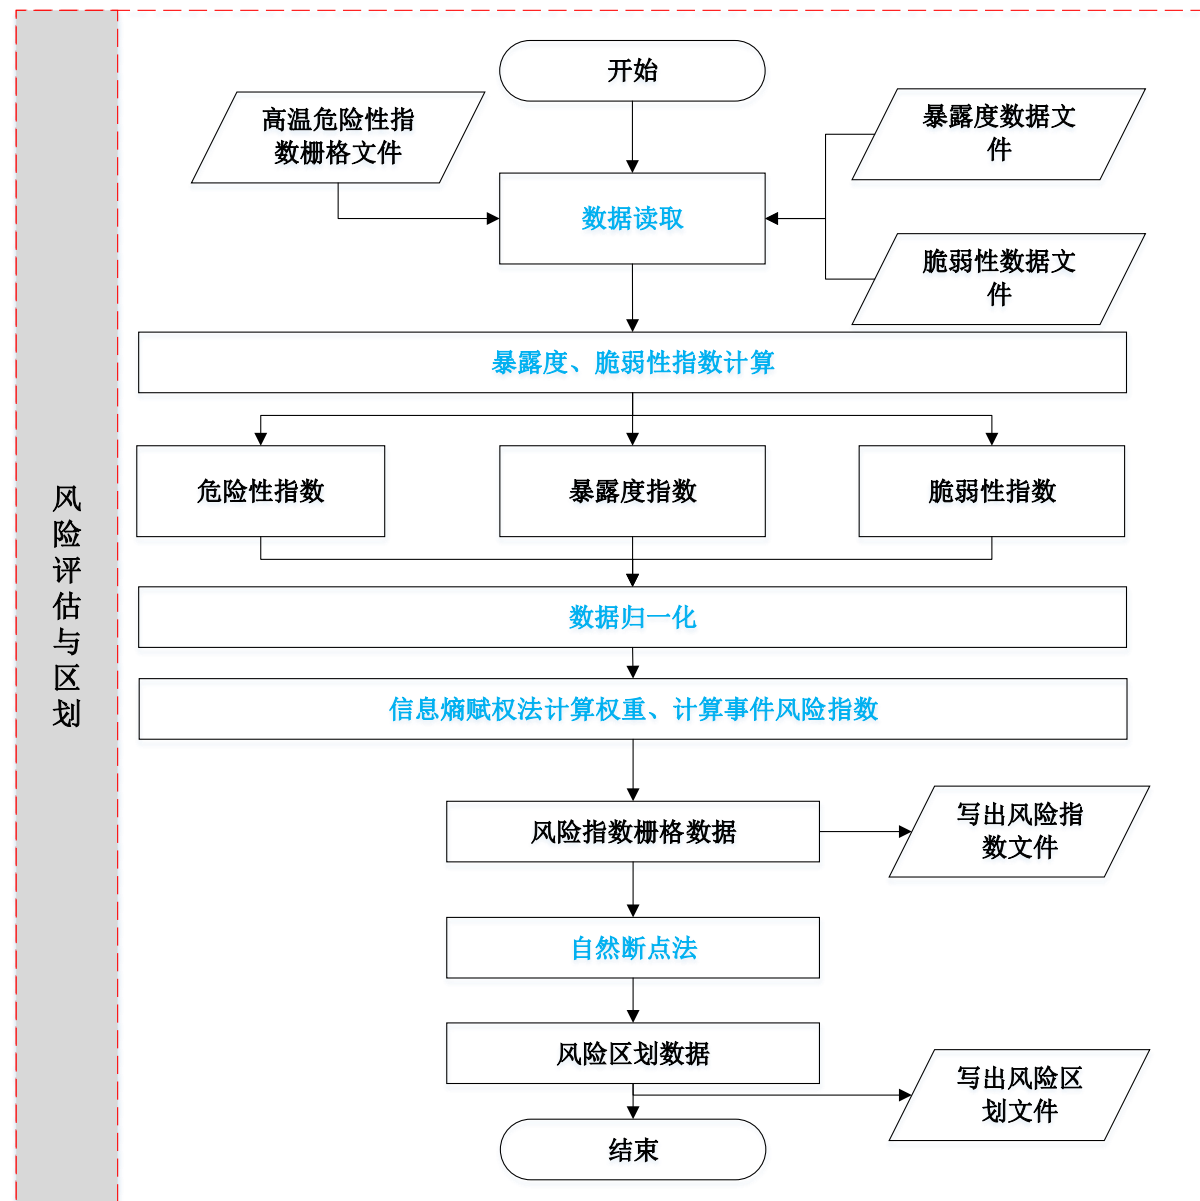 风险评估与区划
开始
高温危险性指
数栅格文件
暴露度数据文
件
数据读取
脆弱性数据文
件
暴露度、脆弱性指数计算
危险性指数
暴露度指数
脆弱性指数
数据归一化
信息熵赋权法计算权重、计算事件风险指数
风险指数栅格数据
写出风险指
数文件
自然断点法
风险区划数据
写出风险区
划文件
结束